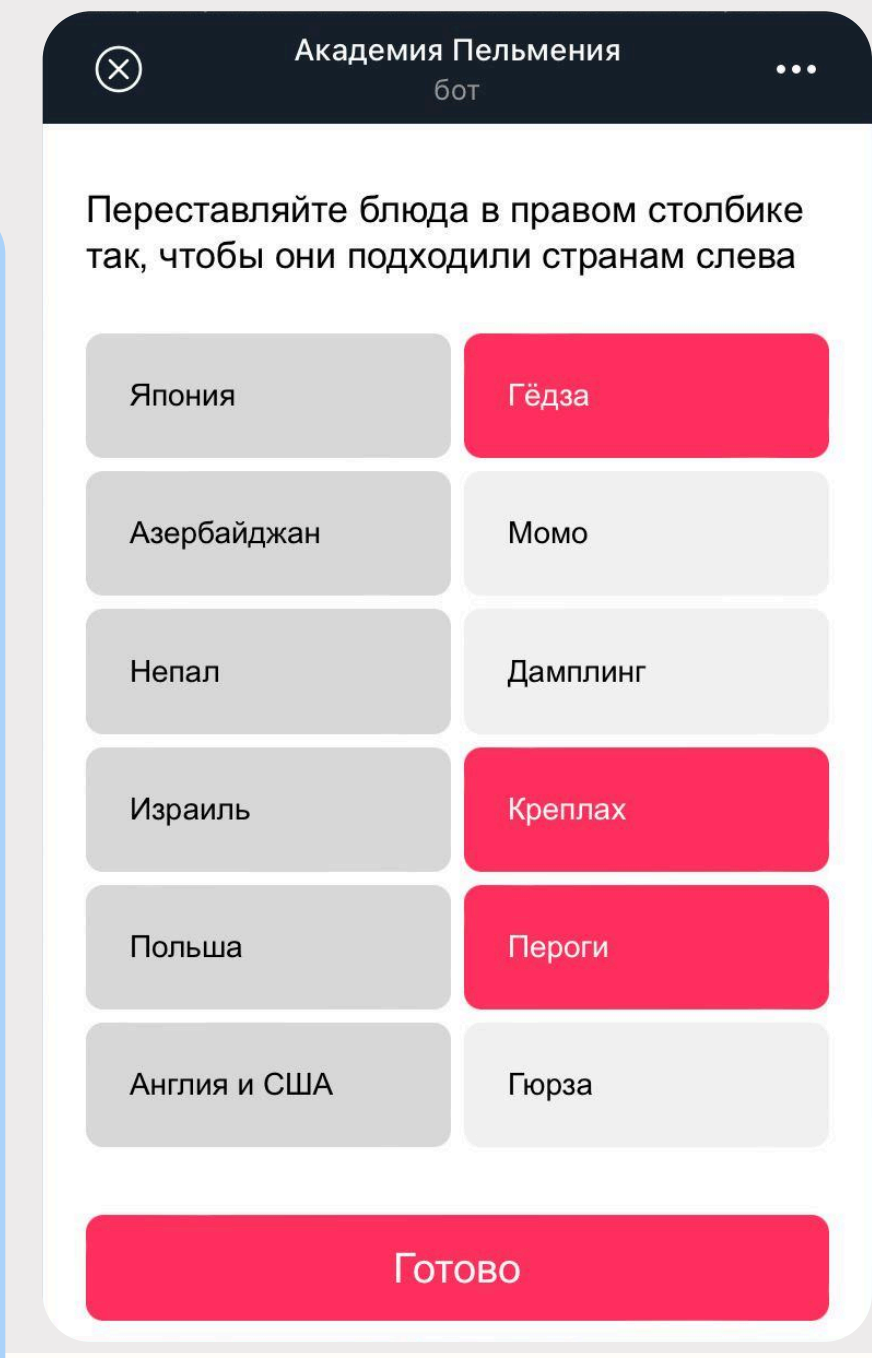 Академия Пельмения
бот
Переставляйте блюда в правом столбике
так, чтобы они подходили странам слева
Япония
Гёдза
Азербайджан
Момо
Непал
Дамплинг
Израиль
Креплах
Польша
Пероги
Англия и США
Гюрза
Готово